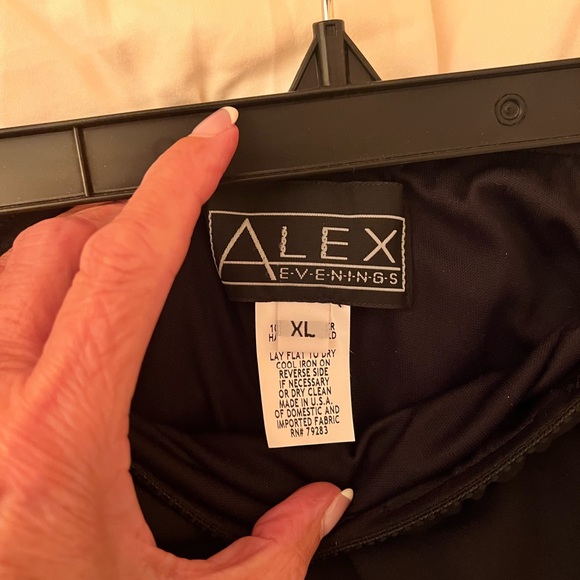 ALEX
E·V·E·N·I·N·G·S
XL
LAY FLAT TO DRY
COOL IRON ON
REVERSE SIDE
IF NECESSARY
OR DRY CLEAN
MADE IN U.S.A.
OF DOMESTIC AND
IMPORTED FABRIC
RN# 79283